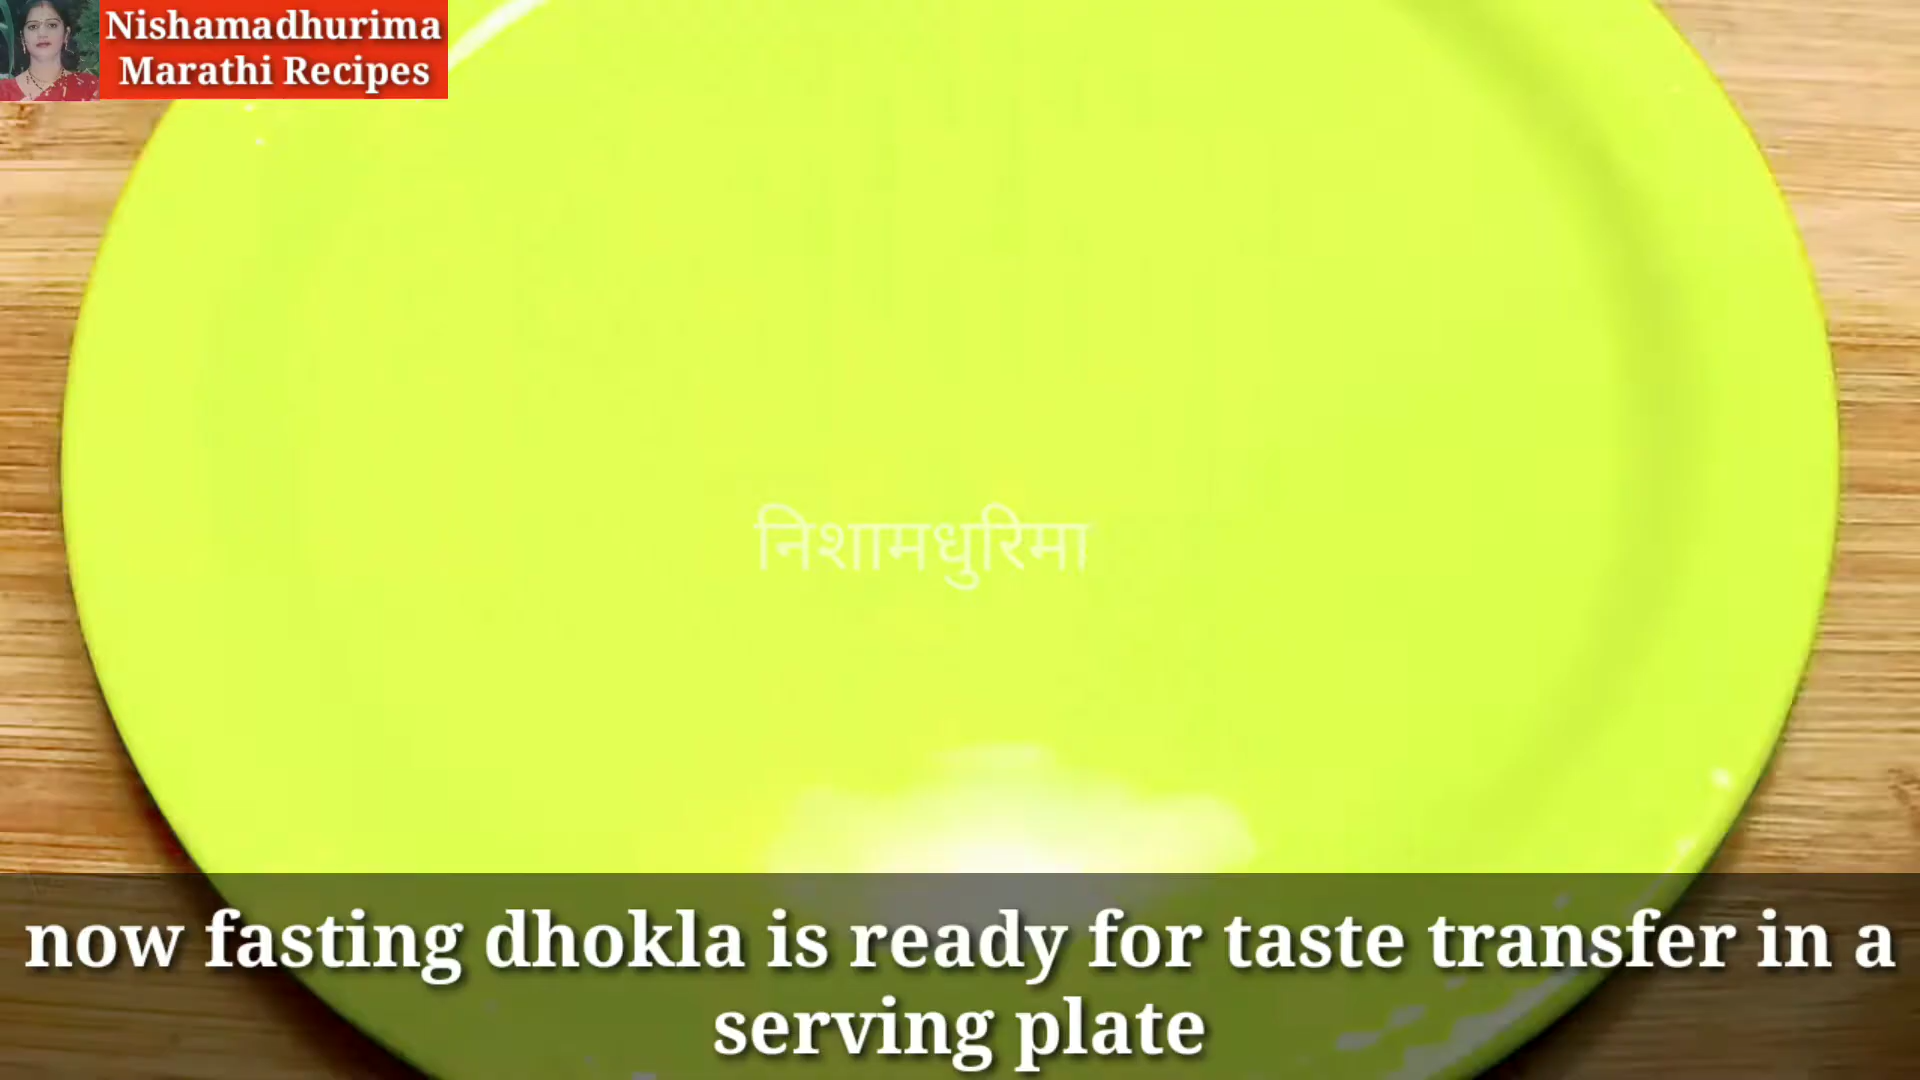 Nishamadhurima
Marathi Recipes
निशामधुरिमा
now fasting dhokla is ready for taste transfer in a
serving plate